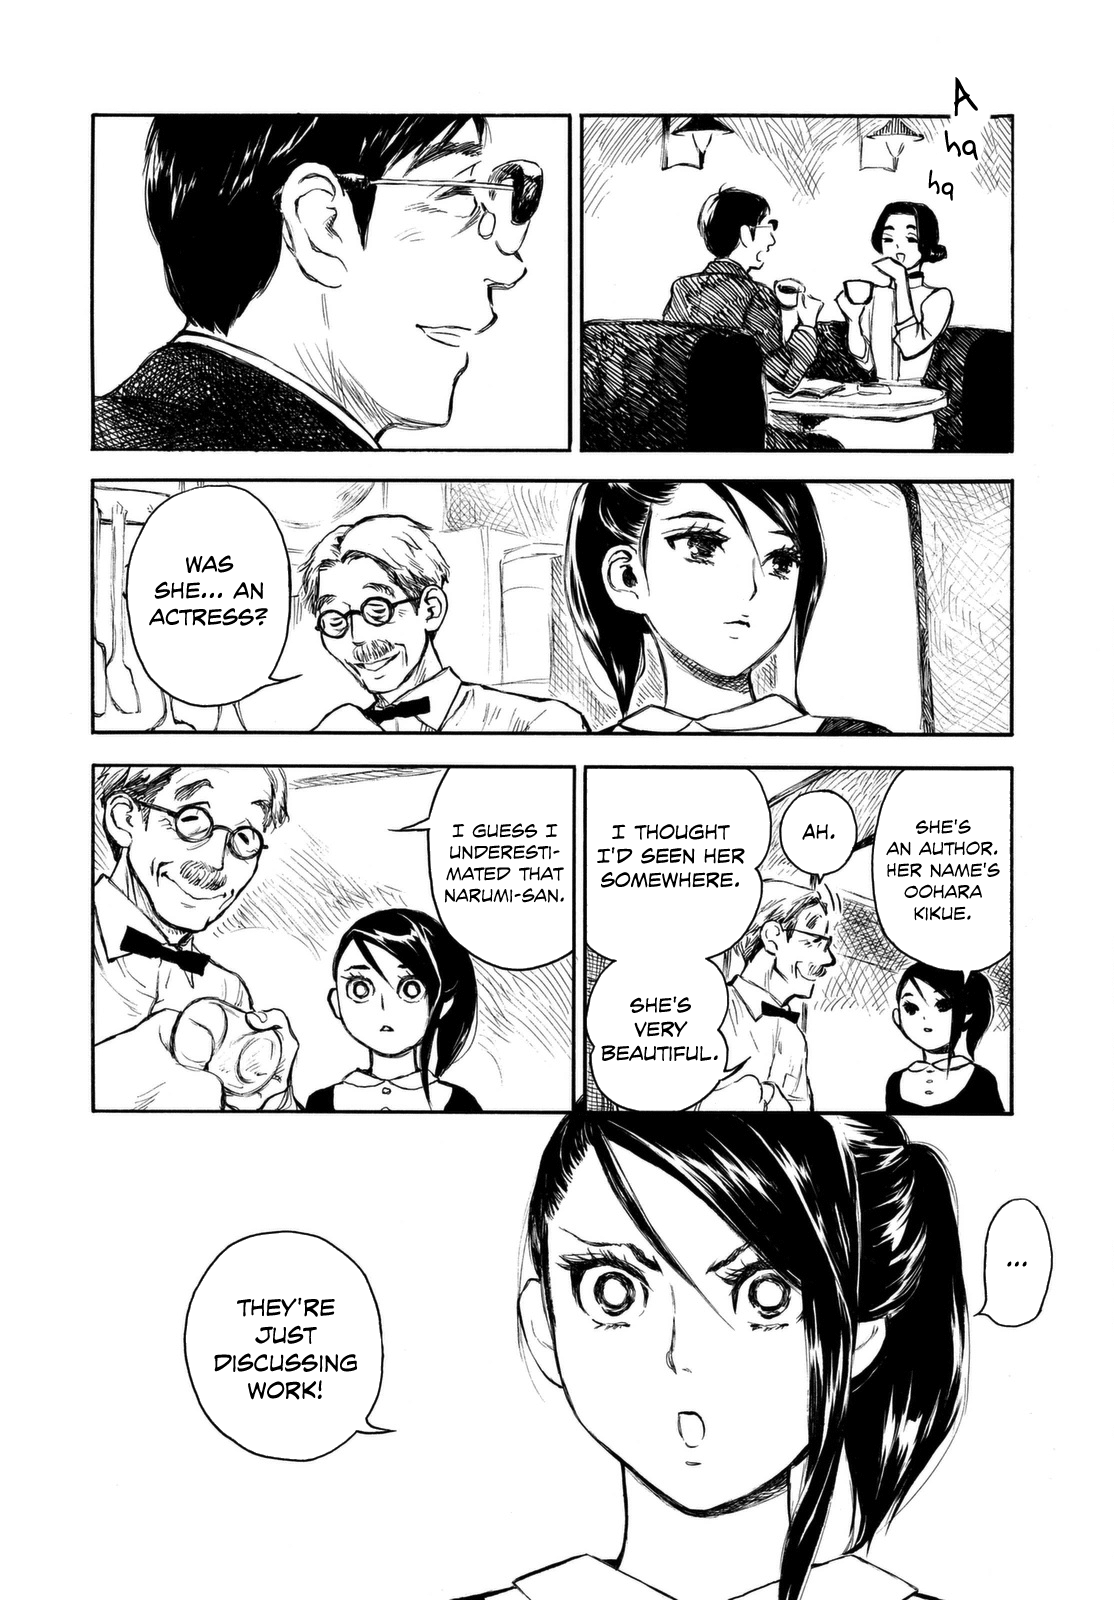 A
ha
ha
WAS
SHE... AN
ACTRESS?
SHE'S
AN AUTHOR.
HER NAME'S
OOHARA
KIKUE.
AH.
I THOUGHT
I'D SEEN HER
SOMEWHERE.
SHE'S
VERY
BEAUTIFUL.
I GUESS I
UNDERESTI-
MATED THAT
NARUMI-SAN.
...
THEY'RE
JUST
DISCUSSING
WORK!